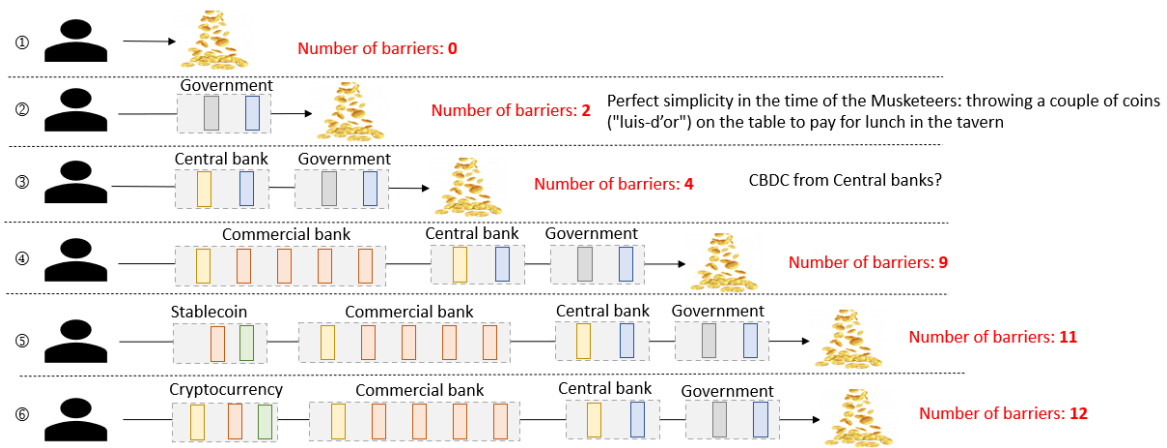 ① Number of barriers: 0
Government
② Number of barriers: 2
Perfect simplicity in the time of the Musketeers: throwing a couple of coins
("luis-d’or") on the table to pay for lunch in the tavern
Central bank Government
③ Number of barriers: 4 CBDC from Central banks?
Commercial bank Central bank Government
④ Number of barriers: 9
Stablecoin Commercial bank Central bank Government
⑤ Number of barriers: 11
Cryptocurrency Commercial bank Central bank Government
⑥ Number of barriers: 12